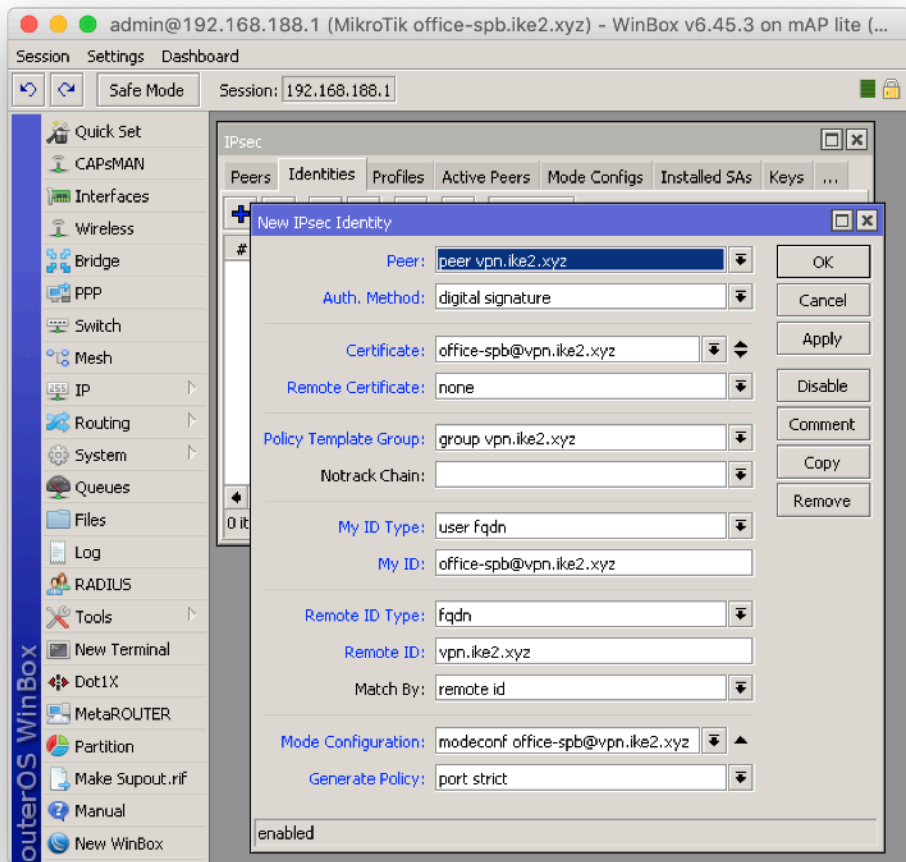 admin@192.168.188.1 (MikroTik office-spb.ike2.xyz) - WinBox v6.45.3 on mAP lite (...
Session Settings Dashboard
Safe Mode Session: 192.168.188.1
Quick Set
CAPsMAN
Interfaces
Wireless
Bridge
PPP
Switch
Mesh
IP
Routing
System
Queues
Files
Log
RADIUS
Tools
New Terminal
Dot1X
MetaROUTER
Partition
Make Supout.rif
Manual
New WinBox
outerOS WinBox
IPsec
Peers Identities Profiles Active Peers Mode Configs Installed SAs Keys ...
#
0 it
New IPsec Identity
Peer: peer vpn.ike2.xyz
Auth. Method: digital signature
Certificate: office-spb@vpn.ike2.xyz
Remote Certificate: none
Policy Template Group: group vpn.ike2.xyz
Notrack Chain:
My ID Type: user fqdn
My ID: office-spb@vpn.ike2.xyz
Remote ID Type: fqdn
Remote ID: vpn.ike2.xyz
Match By: remote id
Mode Configuration: modeconf office-spb@vpn.ike2.xyz
Generate Policy: port strict
enabled
OK
Cancel
Apply
Disable
Comment
Copy
Remove